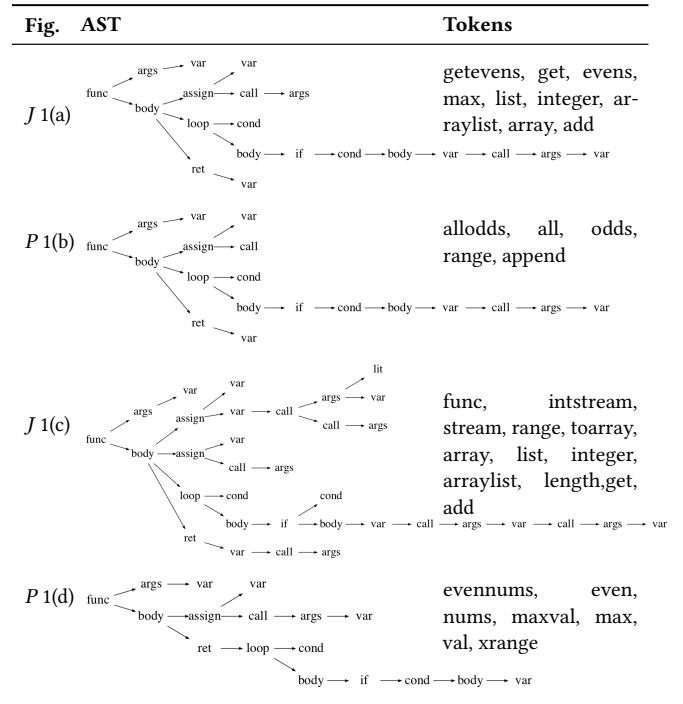 Fig. AST Tokens
J 1(a)
var var
args
func assign call args
body
loop cond
body if cond body var call args var
ret
var
getevens, get, evens,
max, list, integer, ar-
raylist, array, add
P 1(b)
var var
args
func assign call
body
loop cond
body if cond body var call args var
ret
var
allodds, all, odds,
range, append
J 1(c)
lit
var
var args var
args var call
assign call args
func var
body assign
call args
loop cond cond
body if body var call args var call args var
ret
var call args
func, intstream,
stream, range, toarray,
array, list, integer,
arraylist, length,get,
add
P 1(d)
args var var
func
body assign call args var
ret loop cond
body if cond body var
evennums, even,
nums, maxval, max,
val, xrange